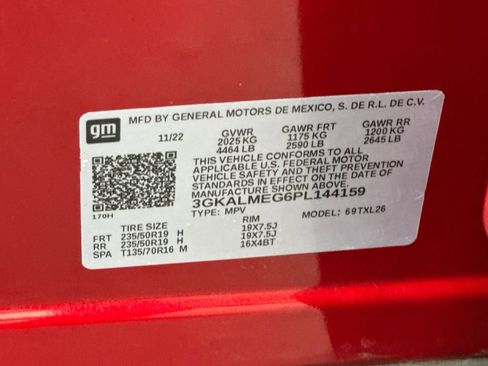 gm
MFD BY GENERAL MOTORS DE MEXICO, S. DE R.L. DE C.V.
11/22 GVWR GAWR FRT GAWR RR
2025 KG 1175 KG 1200 KG
4464 LB 2590 LB 2645 LB
THIS VEHICLE CONFORMS TO ALL
APPLICABLE U.S. FEDERAL MOTOR
VEHICLE SAFETY AND THEFT PREVENTION
STANDARDS IN EFFECT ON THE DATE OF
MANUFACTURE SHOWN ABOVE.
3GKALMEG6PL144159
170H TYPE: MPV MODEL: 69TXL26
TIRE SIZE RIM
FRT 235/50R19 H 19X7.5J
RR 235/50R19 H 19X7.5J
SPA T135/70R16 M 16X4BT